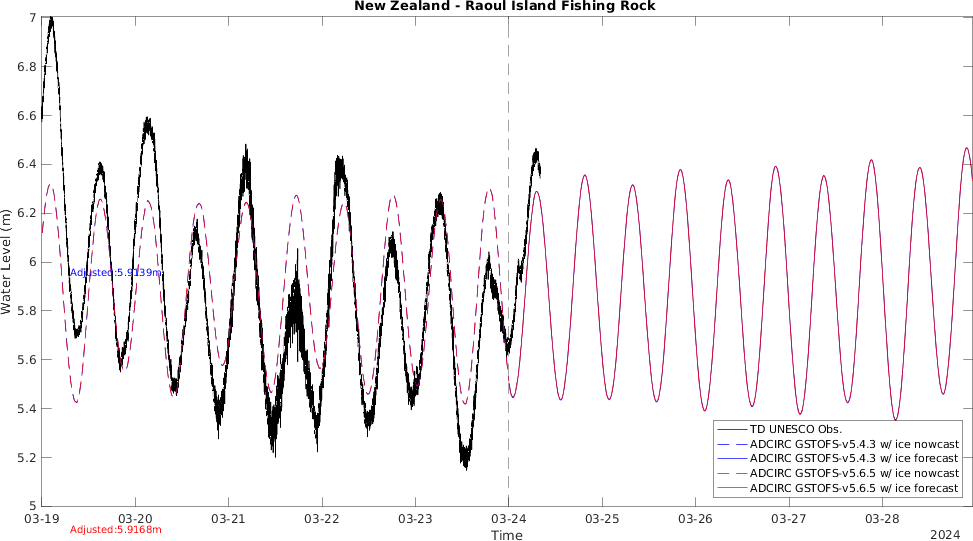 New Zealand - Raoul Island Fishing Rock
7
6.8
6.6
6.4
6.2
6
5.8
5.6
5.4
5.2
5
Water Level (m)
Adjusted:5.9139m
TD UNESCO Obs.
ADCIRC GSTOFS-v5.4.3 w/ ice nowcast
ADCIRC GSTOFS-v5.4.3 w/ ice forecast
ADCIRC GSTOFS-v5.6.5 w/ ice nowcast
ADCIRC GSTOFS-v5.6.5 w/ ice forecast
03-19 03-20 03-21 03-22 03-23 03-24 03-25 03-26 03-27 03-28
Adjusted:5.9168m
Time
2024